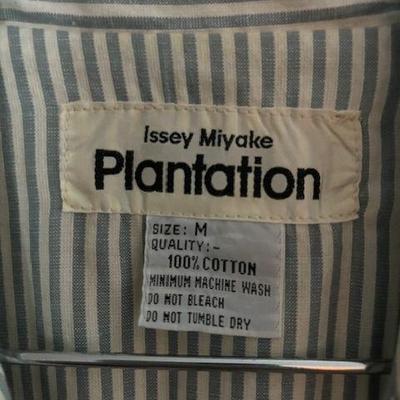 Issey Miyake
Plantation
SIZE: M
QUALITY:-
100% COTTON
MINIMUM MACHINE WASH
DO NOT BLEACH
DO NOT TUMBLE DRY